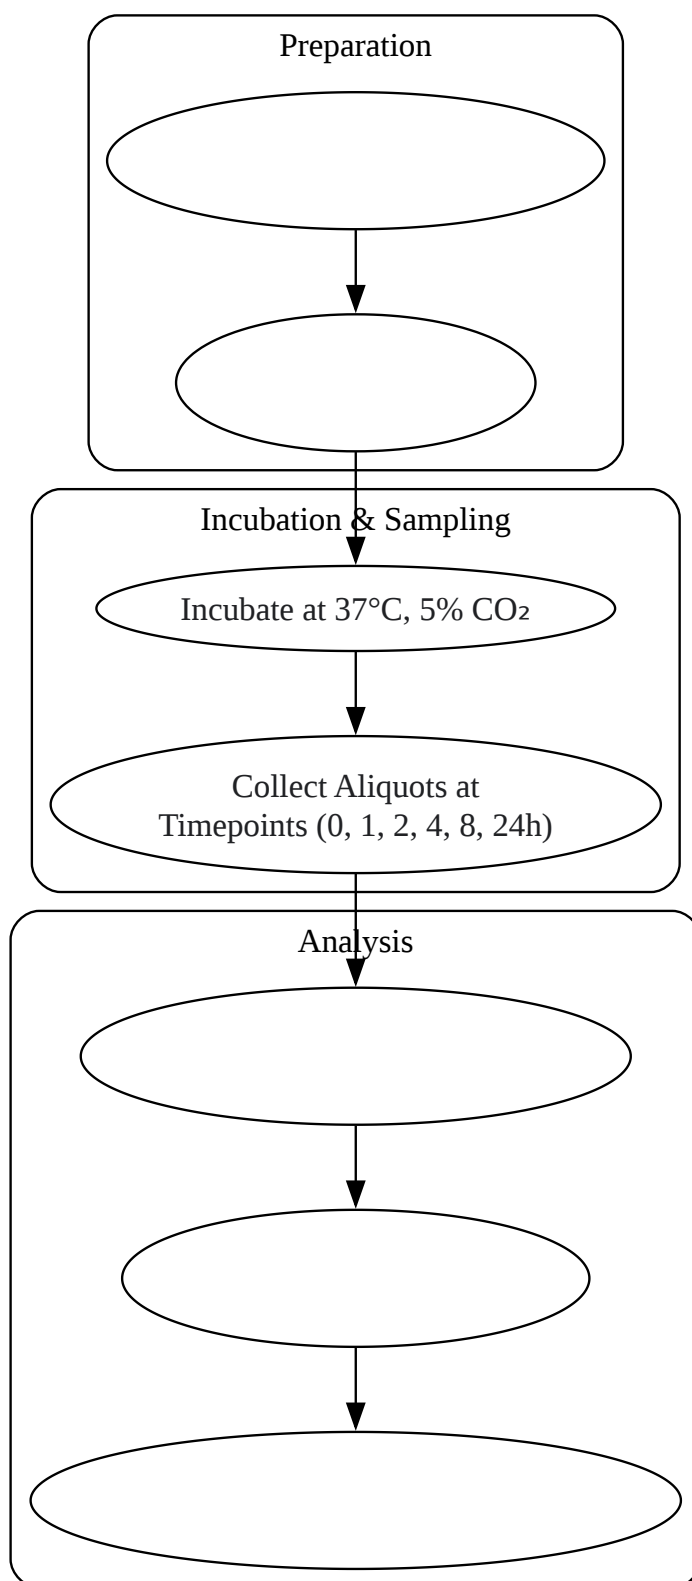 Preparation
Incubation & Sampling
Incubate at 37°C, 5% CO₂
Collect Aliquots at
Timepoints (0, 1, 2, 4, 8, 24h)
Analysis